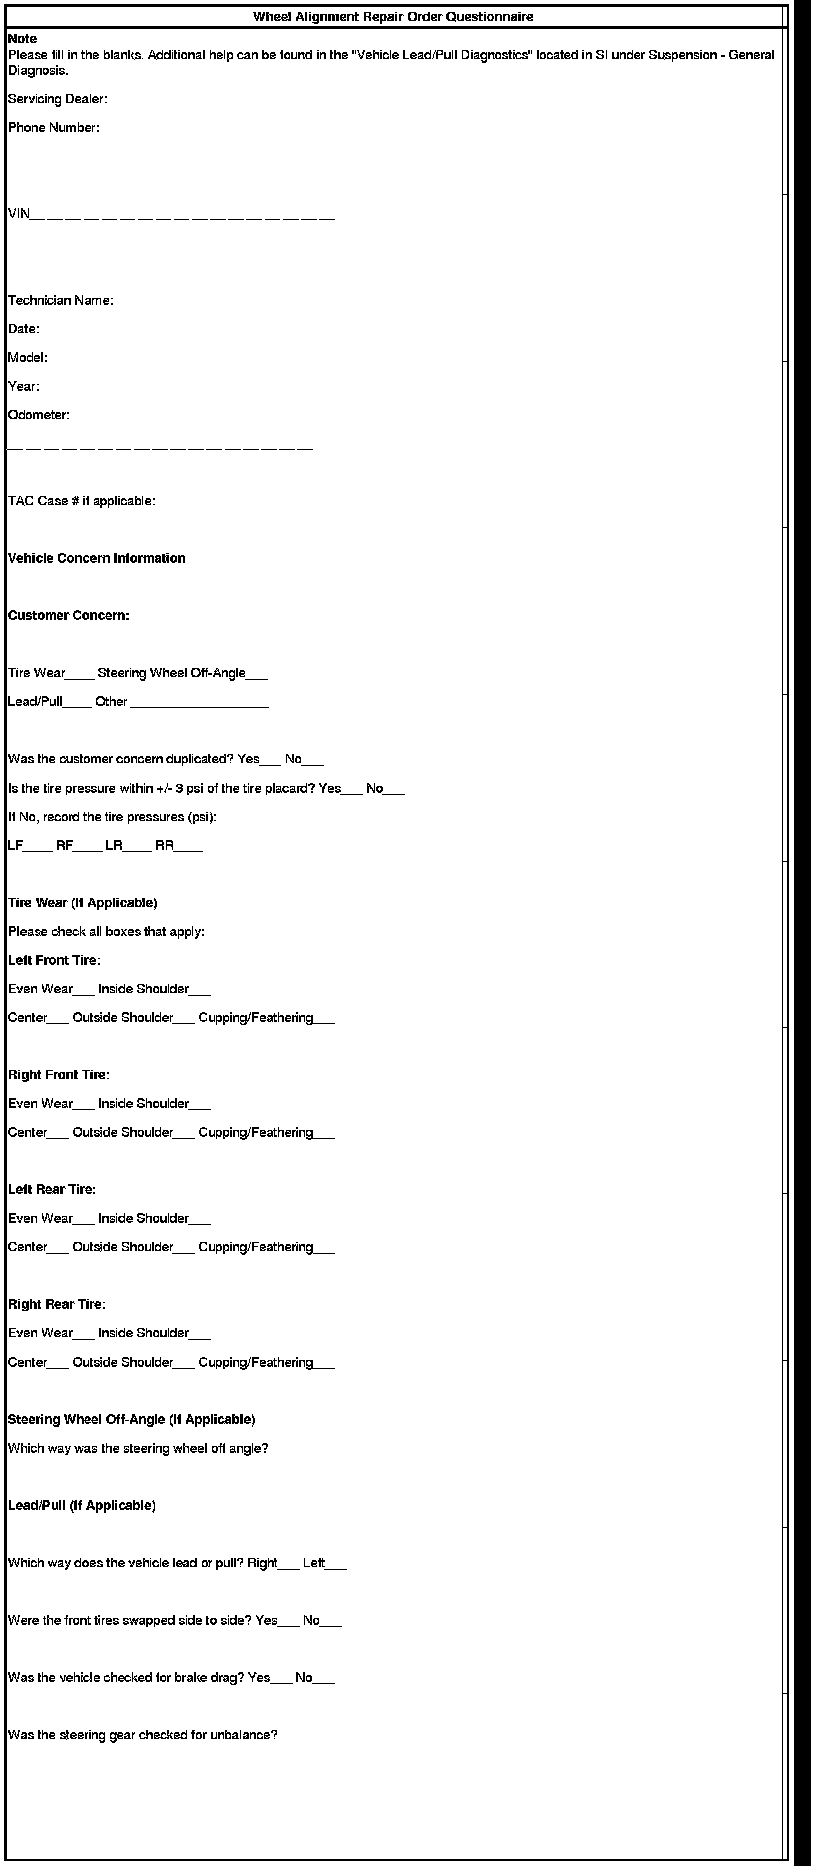 Wheel Alignment Repair Order Questionnaire
Note
Please fill in the blanks. Additional help can be found in the "Vehicle Lead/Pull Diagnostics" located in SI under Suspension - General
Diagnosis.
Servicing Dealer:
Phone Number:
VIN__ __ __ __ __ __ __ __ __ __ __ __ __ __ __ __ __
Technician Name:
Date:
Model:
Year:
Odometer:
__ __ __ __ __ __ __ __ __ __ __ __ __ __ __ __ __
TAC Case # if applicable:
Vehicle Concern Information
Customer Concern:
Tire Wear____ Steering Wheel Off-Angle___
Lead/Pull____ Other ___________________
Was the customer concern duplicated? Yes___ No___
Is the tire pressure within +/- 3 psi of the tire placard? Yes___ No___
If No, record the tire pressures (psi):
LF____ RF____ LR____ RR____
Tire Wear (If Applicable)
Please check all boxes that apply:
Left Front Tire:
Even Wear___ Inside Shoulder___
Center___ Outside Shoulder___ Cupping/Feathering___
Right Front Tire:
Even Wear___ Inside Shoulder___
Center___ Outside Shoulder___ Cupping/Feathering___
Left Rear Tire:
Even Wear___ Inside Shoulder___
Center___ Outside Shoulder___ Cupping/Feathering___
Right Rear Tire:
Even Wear___ Inside Shoulder___
Center___ Outside Shoulder___ Cupping/Feathering___
Steering Wheel Off-Angle (If Applicable)
Which way was the steering wheel off angle?
Lead/Pull (If Applicable)
Which way does the vehicle lead or pull? Right___ Left___
Were the front tires swapped side to side? Yes___ No___
Was the vehicle checked for brake drag? Yes___ No___
Was the steering gear checked for unbalance?